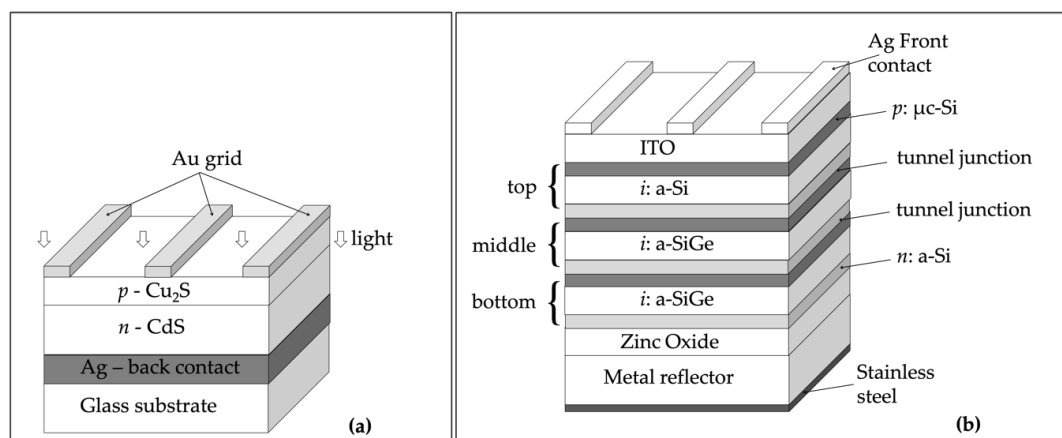 Au grid
light
p - Cu₂S
n - CdS
Ag – back contact
Glass substrate
(a)
Ag Front
contact
p: μc-Si
ITO
tunnel junction
top
i: a-Si
tunnel junction
middle
i: a-SiGe
n: a-Si
bottom
i: a-SiGe
Zinc Oxide
Metal reflector
Stainless
steel
(b)